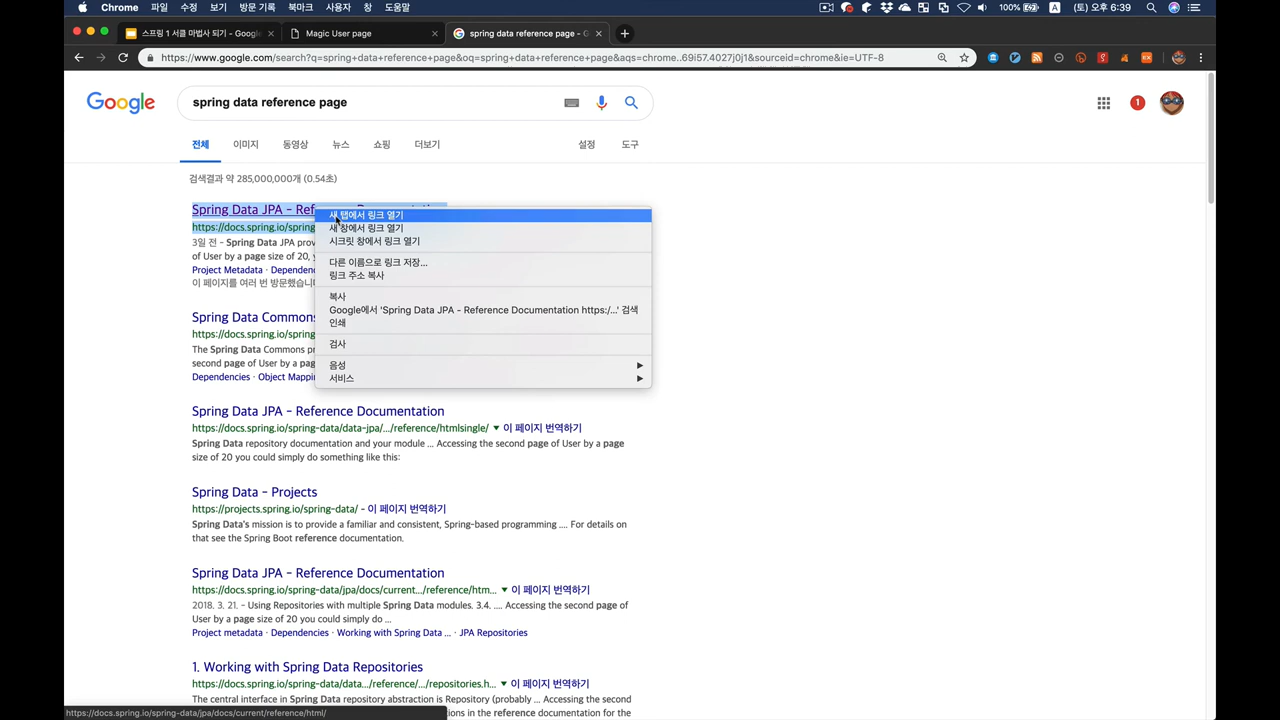 Chrome 파일 수정 보기 방문 기록 북마크 사용자 창 도움말 100% A (토) 오후 6:39
스프링 1 서클 마법사 되기 - Google
Magic User page
spring data reference page - G
https://www.google.com/search?q=spring+data+reference+page&oq=spring+data+reference+page&aqs=chrome..69i57.4027j0j1&sourceid=chrome&ie=UTF-8
Google
spring data reference page
1
전체 이미지 동영상 뉴스 쇼핑 더보기 설정 도구
검색결과 약 285,000,000개 (0.54초)
Spring Data JPA - Ref
https://docs.spring.io/spring
3일 전 - Spring Data JPA prov
of User by a page size of 20,
Project Metadata · Dependenc
이 페이지를 여러 번 방문했습니
새 탭에서 링크 열기
새 창에서 링크 열기
시크릿 창에서 링크 열기
다른 이름으로 링크 저장...
링크 주소 복사
복사
Google에서 'Spring Data JPA - Reference Documentation https:/...' 검색
인쇄
검사
음성
서비스
Spring Data Commons
https://docs.spring.io/spring
The Spring Data Commons pro
second page of User by a pag
Dependencies · Object Mappin
Spring Data JPA - Reference Documentation
https://docs.spring.io/spring-data/data-jpa/.../reference/htmlsingle/ ▼ 이 페이지 번역하기
Spring Data repository documentation and your module ... Accessing the second page of User by a page
size of 20 you could simply do something like this:
Spring Data - Projects
https://projects.spring.io/spring-data/ - 이 페이지 번역하기
Spring Data's mission is to provide a familiar and consistent, Spring-based programming .... For details on
that see the Spring Boot reference documentation.
Spring Data JPA - Reference Documentation
https://docs.spring.io/spring-data/jpa/docs/current.../reference/htm... ▼ 이 페이지 번역하기
2018. 3. 21. - Using Repositories with multiple Spring Data modules. 3.4. .... Accessing the second page of
User by a page size of 20 you could simply do ...
Project metadata · Dependencies · Working with Spring Data ... · JPA Repositories
1. Working with Spring Data Repositories
https://docs.spring.io/spring-data/data.../reference/.../repositories.h... ▼ 이 페이지 번역하기
The central interface in Spring Data repository abstraction is Repository (probably ... Accessing the second
https://docs.spring.io/spring-data/jpa/docs/current/reference/html/
ions in the reference documentation for the